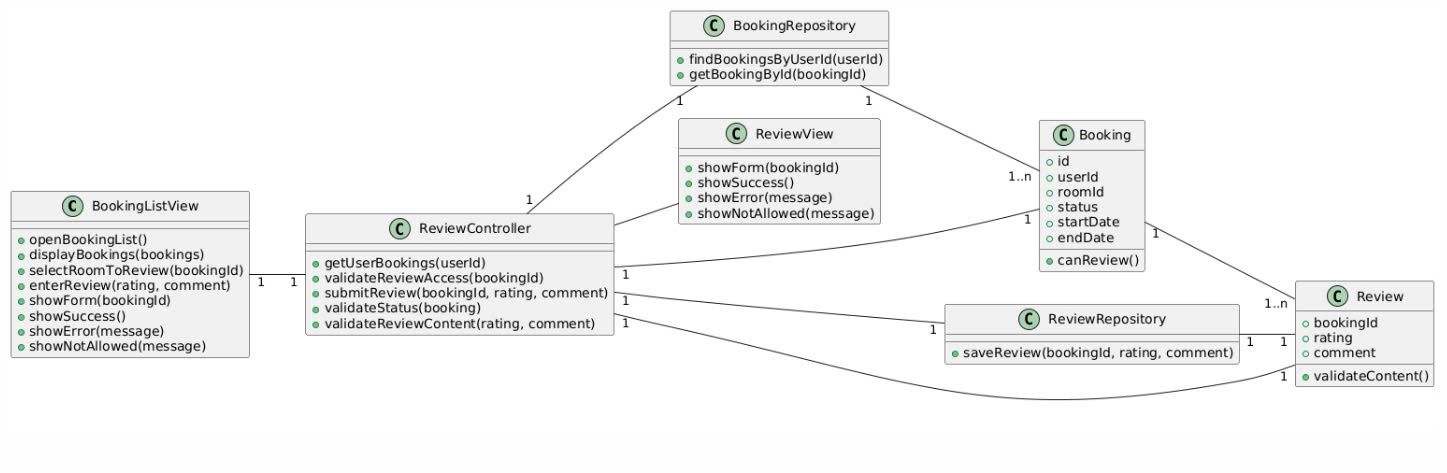 C BookingRepository
findBookingsByUserId(userId)
getBookingById(bookingId)
1
1
C ReviewView
showForm(bookingId)
showSuccess()
showError(message)
showNotAllowed(message)
C Booking
id
userId
roomId
status
startDate
endDate
canReview()
1..n
1
1
C BookingListView
openBookingList()
displayBookings(bookings)
selectRoomToReview(bookingId)
enterReview(rating, comment)
showForm(bookingId)
showSuccess()
showError(message)
showNotAllowed(message)
1
1
1
C ReviewController
getUserBookings(userId)
validateReviewAccess(bookingId)
submitReview(bookingId, rating, comment)
validateStatus(booking)
validateReviewContent(rating, comment)
1
1
1
C ReviewRepository
saveReview(bookingId, rating, comment)
1
1
1
1..n
C Review
bookingId
rating
comment
validateContent()
1